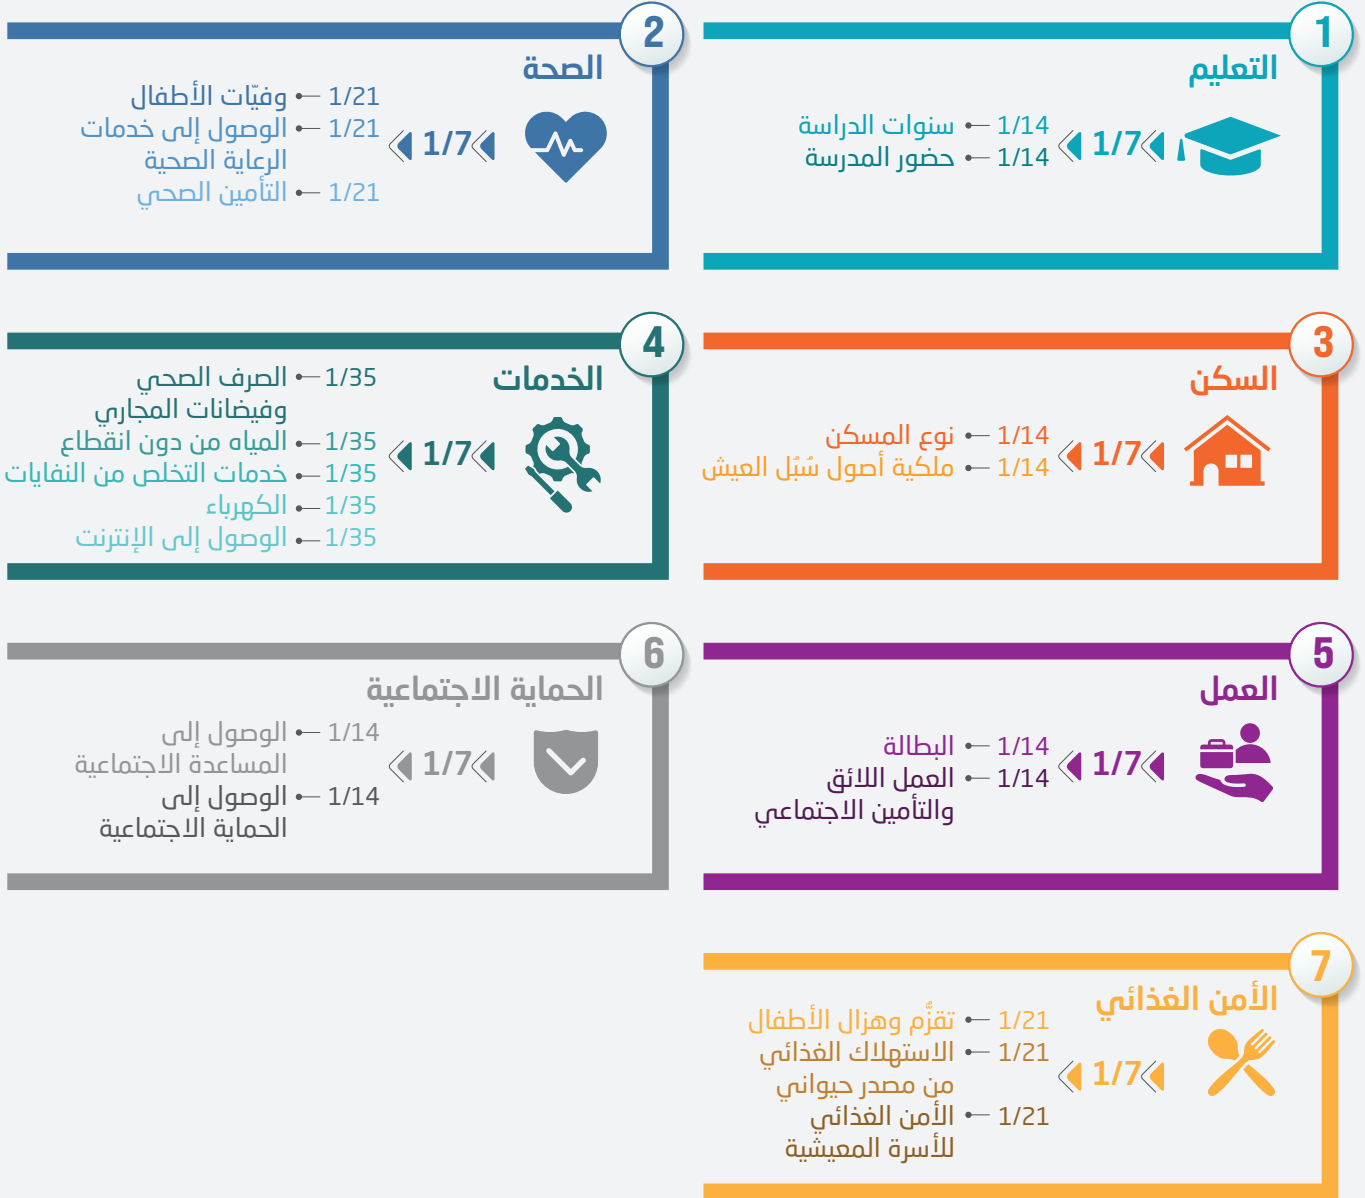 1
التعليم
1/7
1/14 سنوات الدراسة
1/14 حضور المدرسة
2
الصحة
1/7
1/21 وفيّات الأطفال
1/21 الوصول إلى خدمات
الرعاية الصحية
1/21 التأمين الصحي
3
السكن
1/7
1/14 نوع المسكن
1/14 ملكية أصول سُبُل العيش
4
الخدمات
1/7
1/35 الصرف الصحي
وفيضانات المجاري
1/35 المياه من دون انقطاع
1/35 خدمات التخلص من النفايات
1/35 الكهرباء
1/35 الوصول إلى الإنترنت
5
العمل
1/7
1/14 البطالة
1/14 العمل اللائق
والتأمين الاجتماعي
6
الحماية الاجتماعية
1/7
1/14 الوصول إلى
المساعدة الاجتماعية
1/14 الوصول إلى
الحماية الاجتماعية
7
الأمن الغذائي
1/7
1/21 تقزُّم وهزال الأطفال
1/21 الاستهلاك الغذائي
من مصدر حيواني
1/21 الأمن الغذائي
للأسرة المعيشية